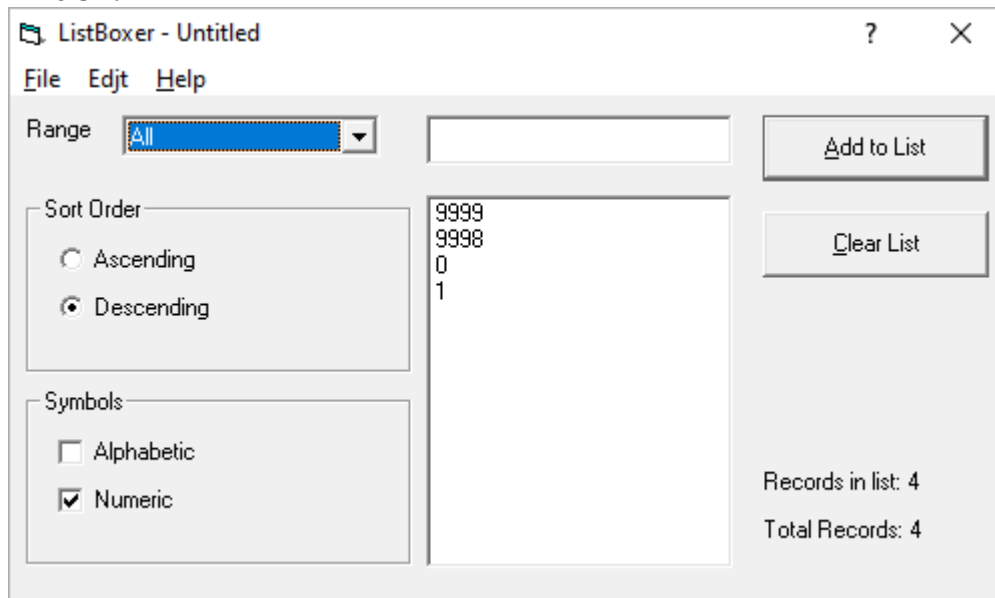 ListBoxer - Untitled
?
File Edjt Help
Range
All
Add to List
Sort Order
Ascending
Descending
9999
9998
0
1
Clear List
Symbols
Alphabetic
Numeric
Records in list: 4
Total Records: 4